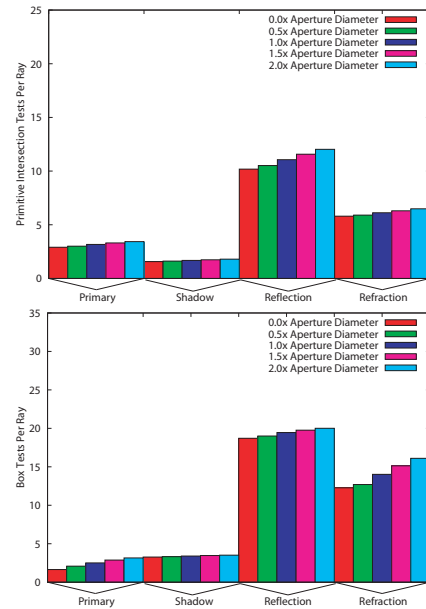 25
20
15
10
5
0
Primitive Intersection Tests Per Ray
0.0x Aperture Diameter
0.5x Aperture Diameter
1.0x Aperture Diameter
1.5x Aperture Diameter
2.0x Aperture Diameter
Primary Shadow Reflection Refraction
35
30
25
20
15
10
5
0
Box Tests Per Ray
0.0x Aperture Diameter
0.5x Aperture Diameter
1.0x Aperture Diameter
1.5x Aperture Diameter
2.0x Aperture Diameter
Primary Shadow Reflection Refraction